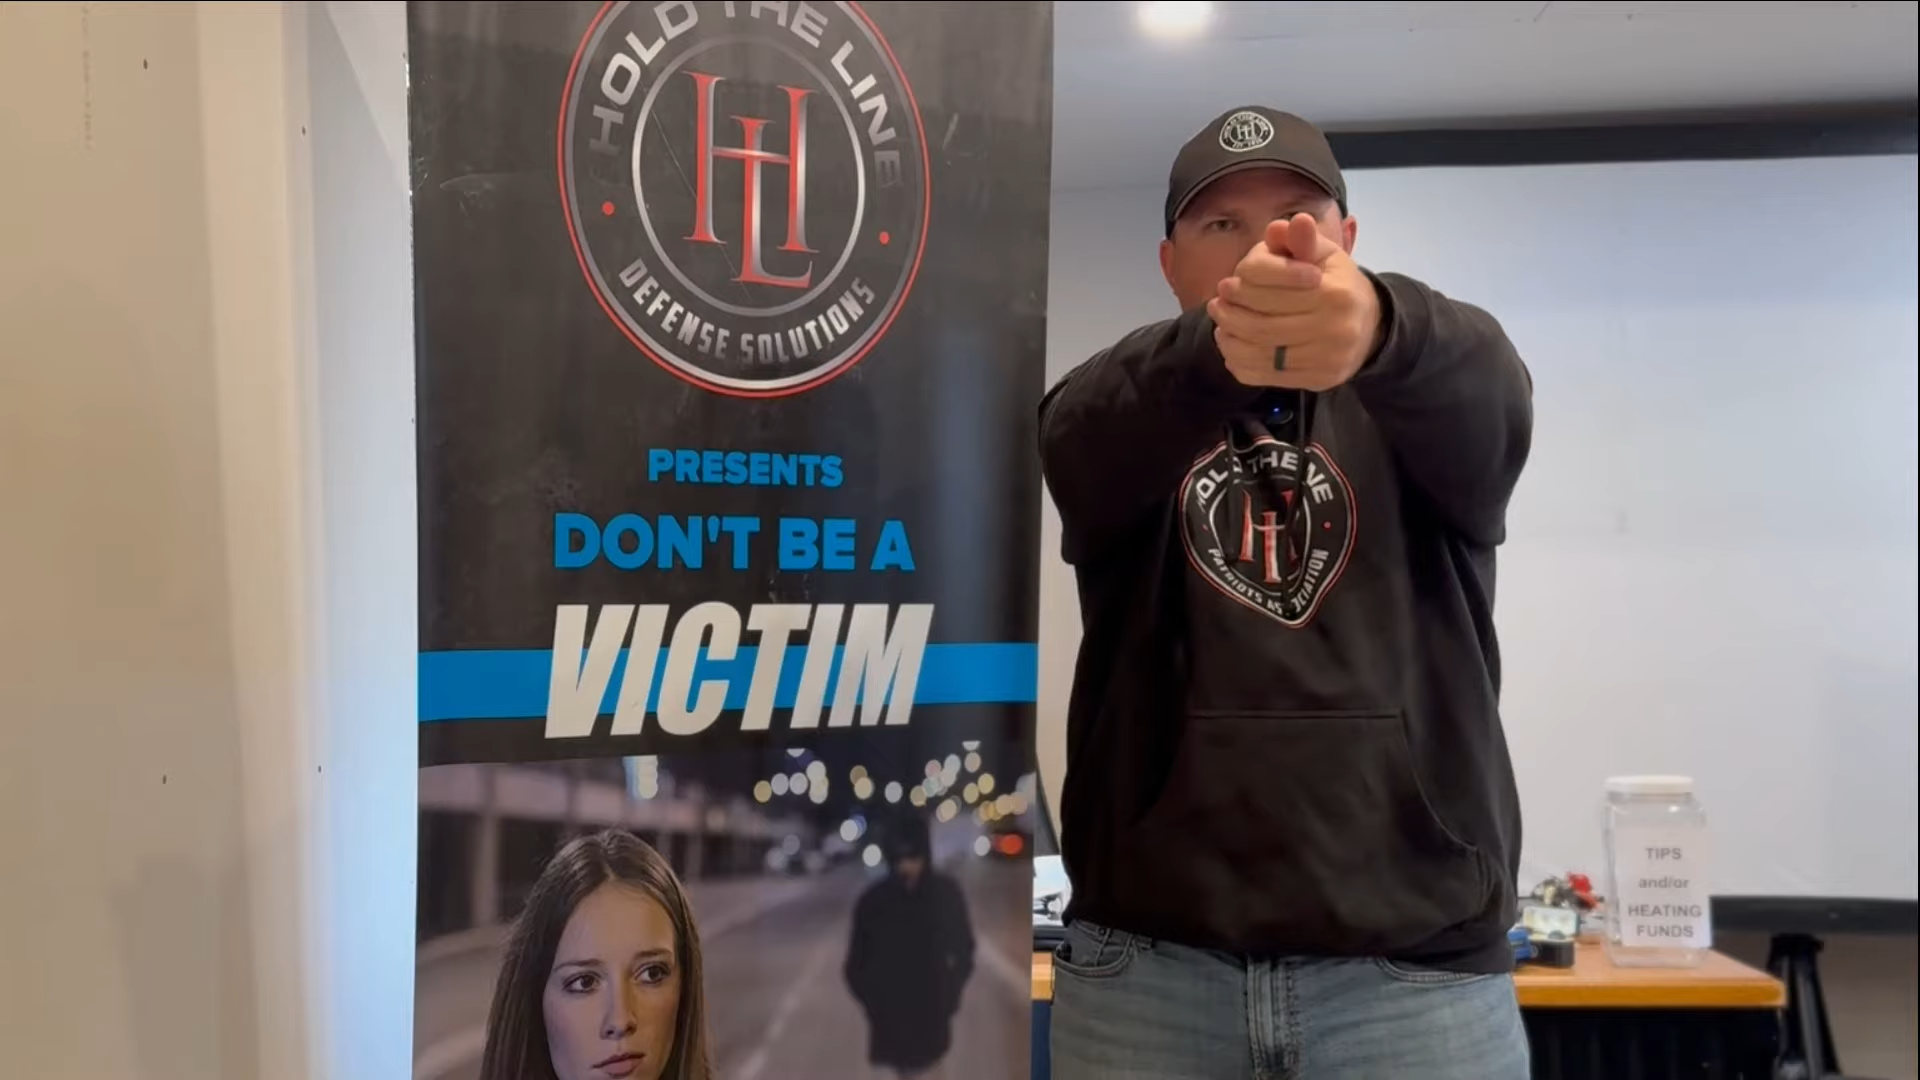 HOLD THE LINE
HL
DEFENSE SOLUTIONS
PRESENTS
DON'T BE A
VICTIM
HL
HOLD THE LINE
HL
PATRIOTS ASSOCIATION
TIPS
and/or
HEATING
FUNDS